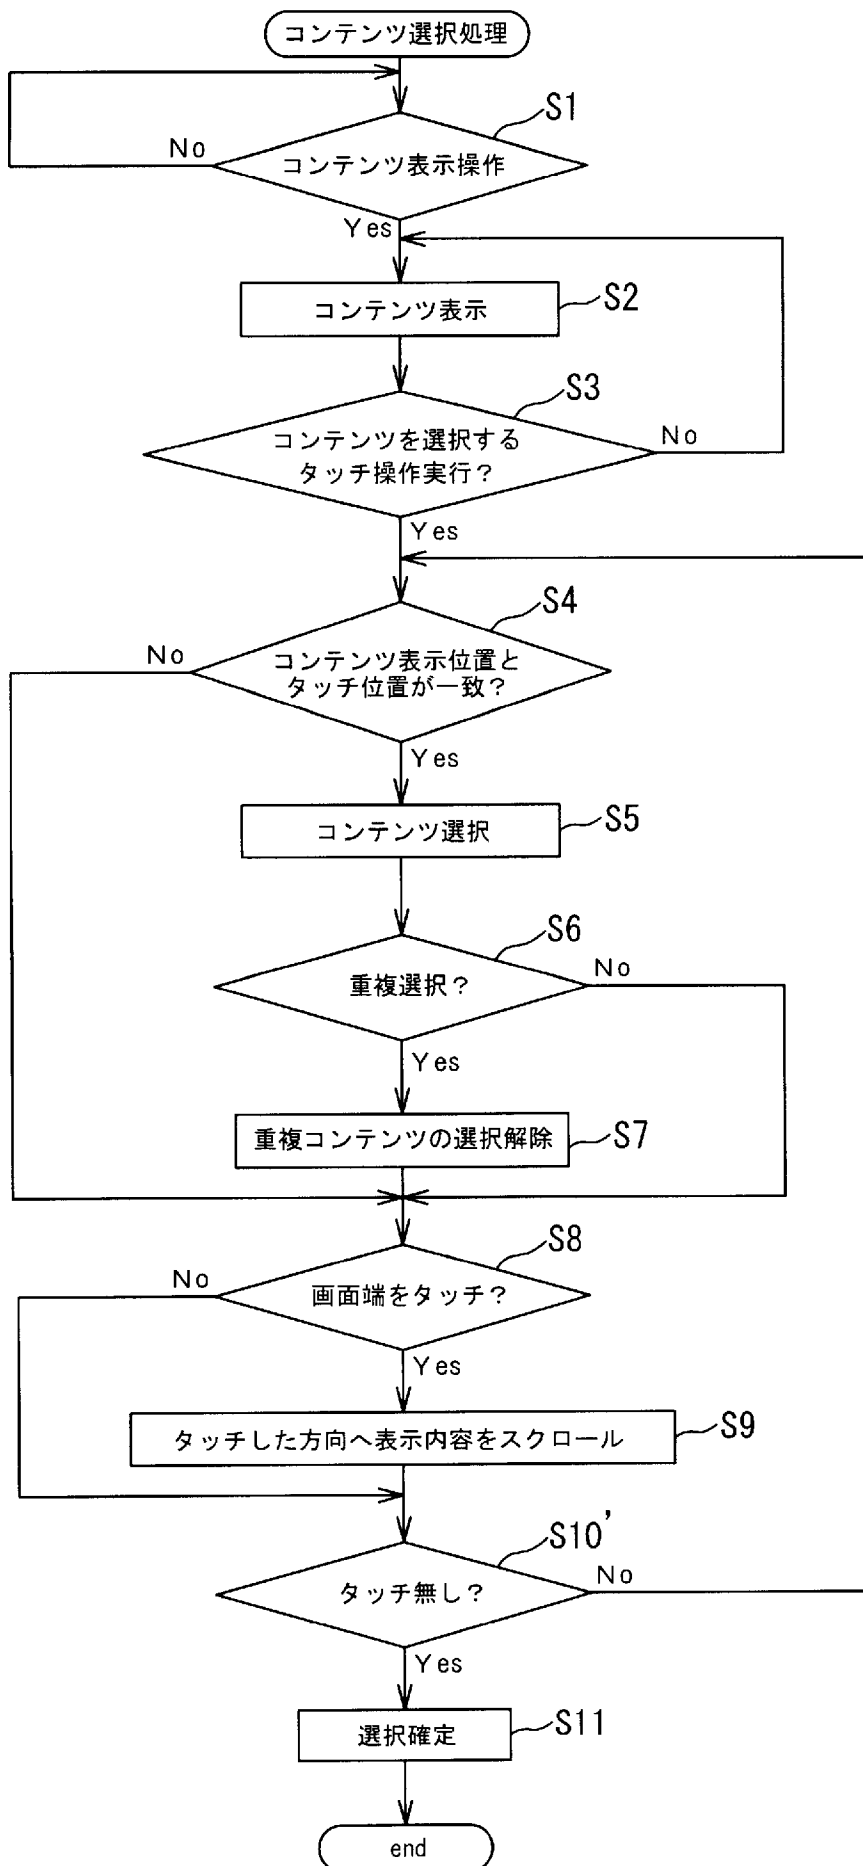 コンテンツ選択処理
S1
No
コンテンツ表示操作
Yes
S2
コンテンツ表示
S3
コンテンツを選択する
タッチ操作実行？
No
Yes
S4
No
コンテンツ表示位置と
タッチ位置が一致？
Yes
S5
コンテンツ選択
S6
重複選択？
No
Yes
S7
重複コンテンツの選択解除
S8
No
画面端をタッチ？
Yes
S9
タッチした方向へ表示内容をスクロール
S10'
タッチ無し？
No
Yes
S11
選択確定
end